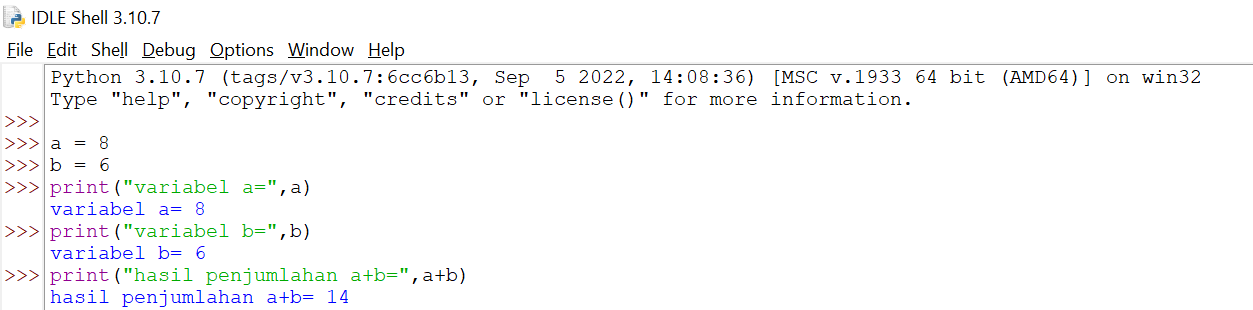 IDLE Shell 3.10.7
File Edit Shell Debug Options Window Help
Python 3.10.7 (tags/v3.10.7:6cc6b13, Sep  5 2022, 14:08:36) [MSC v.1933 64 bit (AMD64)] on win32
Type "help", "copyright", "credits" or "license()" for more information.
>>>
>>> a = 8
>>> b = 6
>>> print("variabel a=",a)
variabel a= 8
>>> print("variabel b=",b)
variabel b= 6
>>> print("hasil penjumlahan a+b=",a+b)
hasil penjumlahan a+b= 14